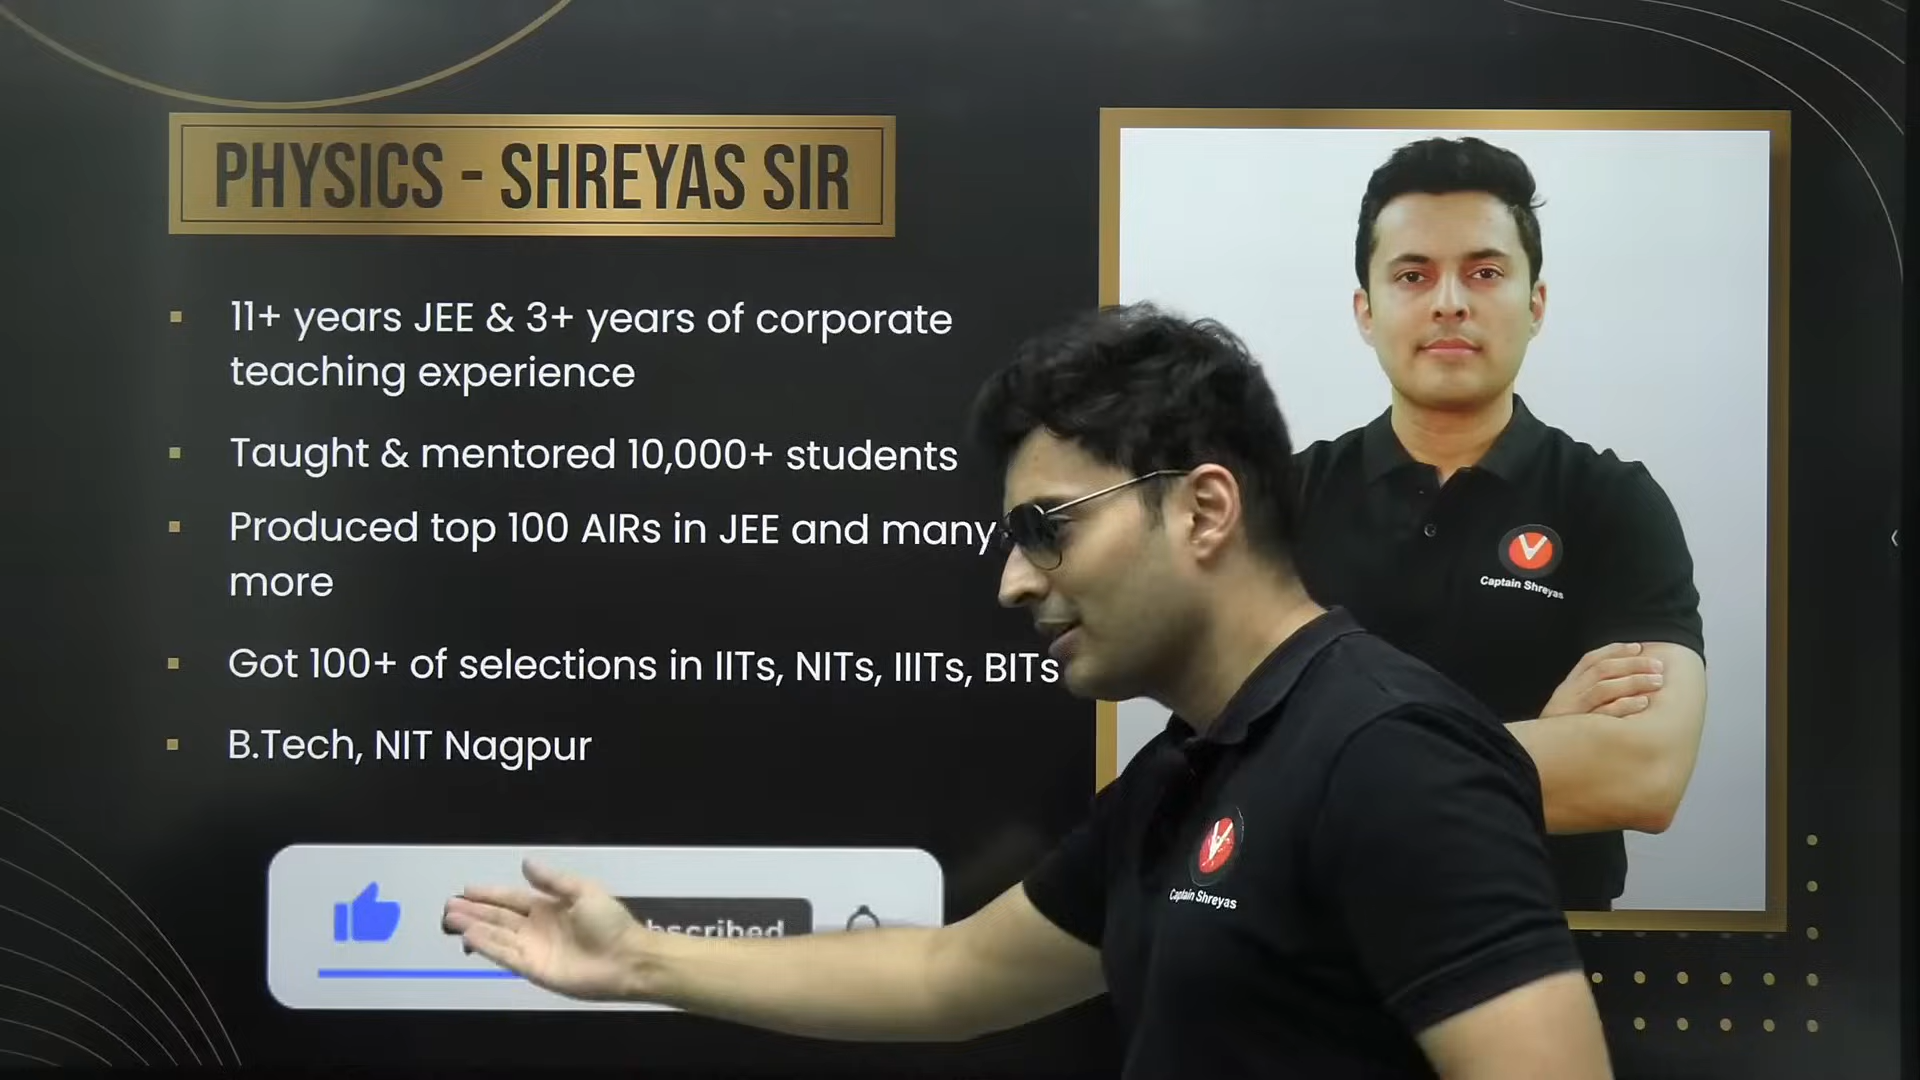 PHYSICS - SHREYAS SIR
11+ years JEE & 3+ years of corporate
teaching experience
Taught & mentored 10,000+ students
Produced top 100 AIRs in JEE and many
more
Got 100+ of selections in IITs, NITs, IIITs, BITs
B.Tech, NIT Nagpur
Captain Shreyas
Captain Shreyas